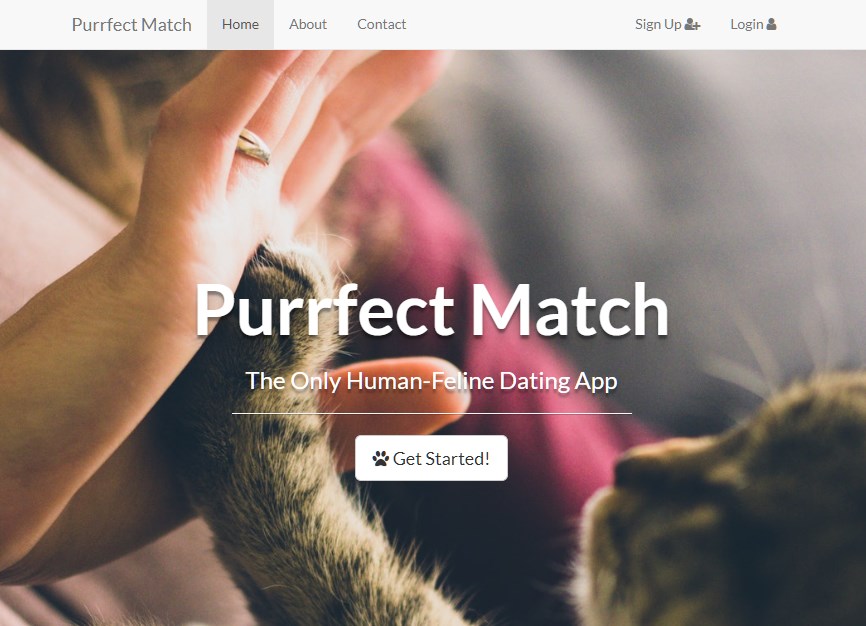 Purrfect Match Home About Contact Sign Up Login
Purrfect Match
The Only Human-Feline Dating App
Get Started!